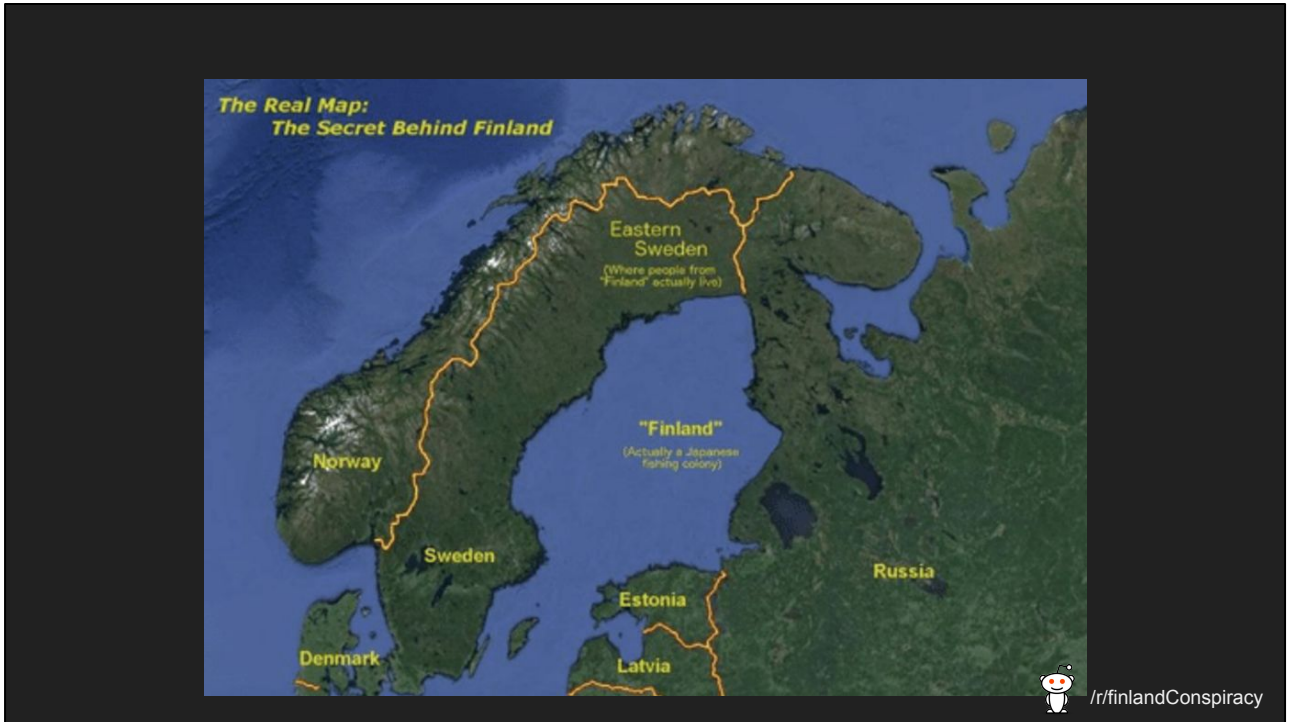 The Real Map:
The Secret Behind Finland
Eastern
Sweden
(Where people from
"Finland" actually live)
"Finland"
(Actually a Japanese
fishing colony)
Norway
Sweden
Russia
Estonia
Denmark
Latvia
/r/finlandConspiracy